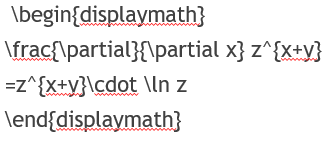 \begin{displaymath}
\frac{\partial}{\partial x} z^{x+y}
=z^{x+y}\cdot \ln z
\end{displaymath}